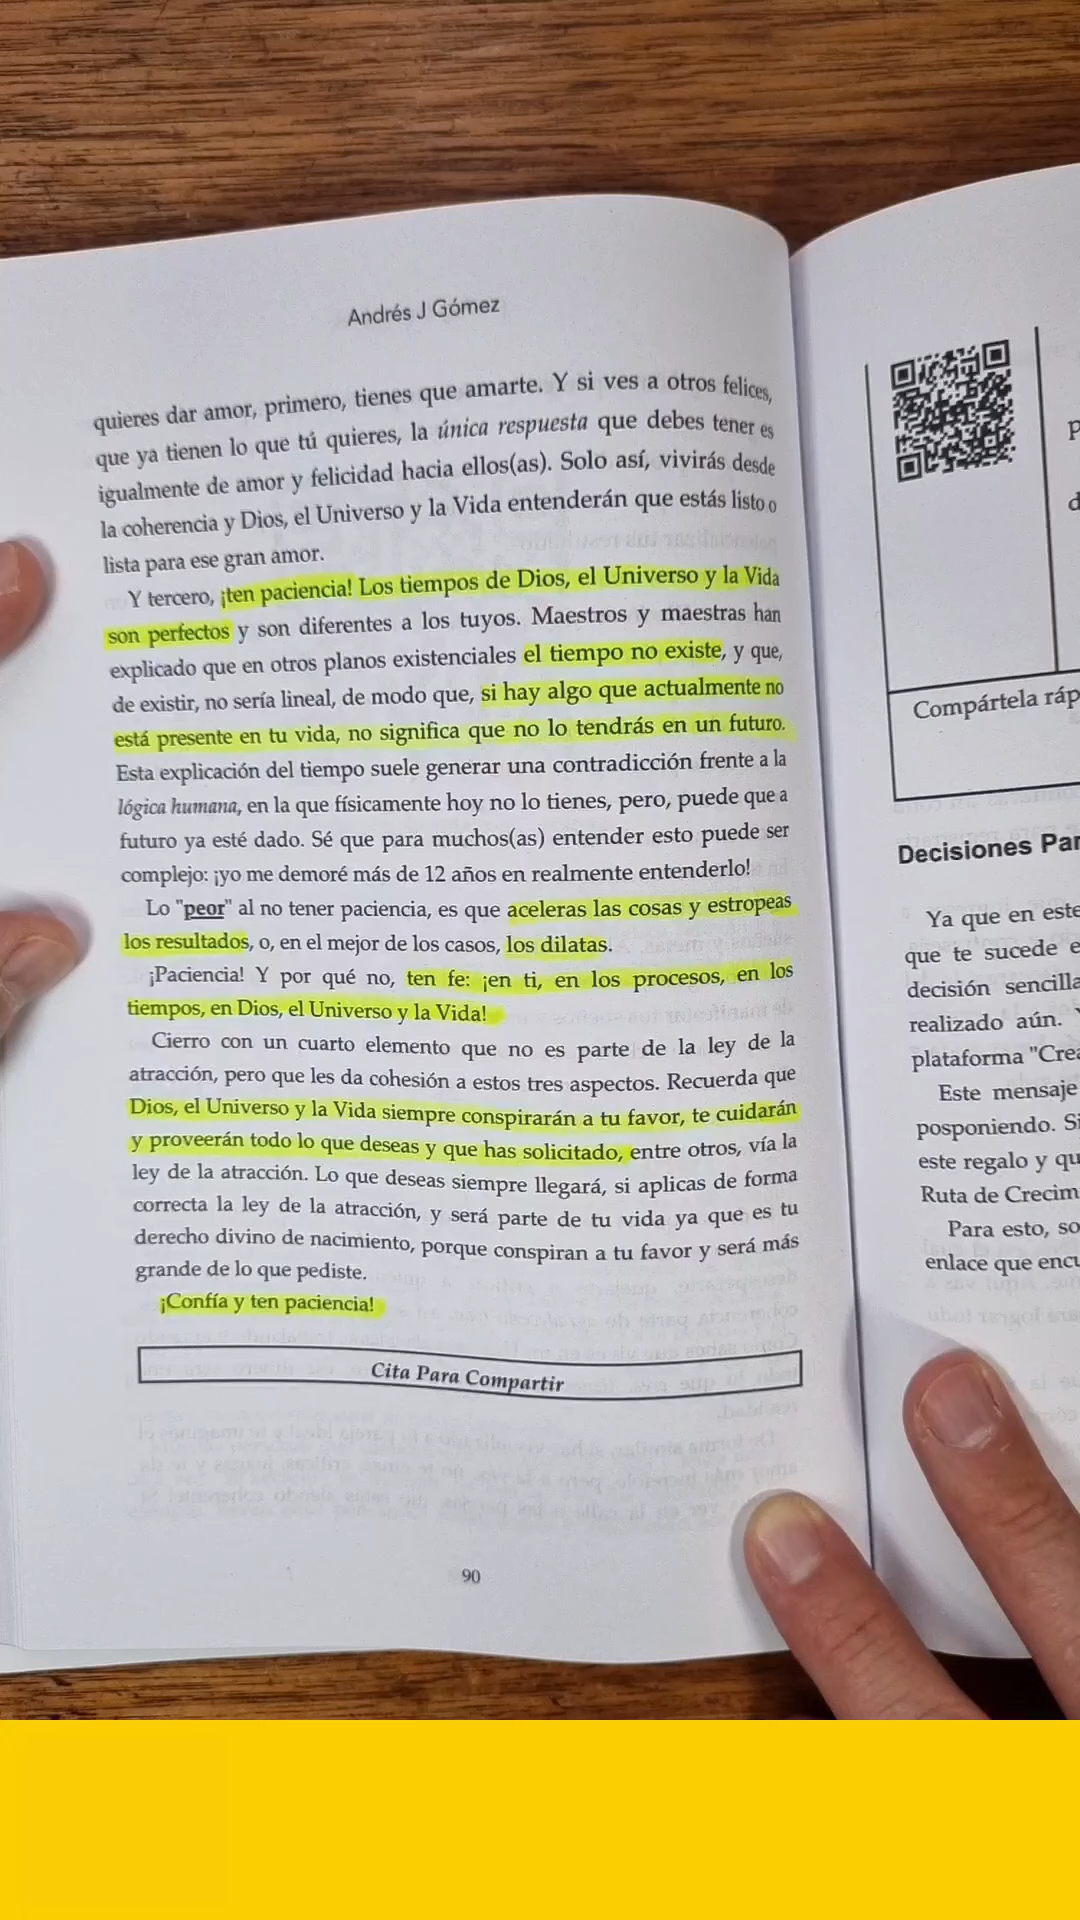 Andrés J Gómez
quieres dar amor, primero, tienes que amarte. Y si ves a otros felices,
que ya tienen lo que tú quieres, la única respuesta que debes tener es
igualmente de amor y felicidad hacia ellos(as). Solo así, vivirás desde
la coherencia y Dios, el Universo y la Vida entenderán que estás listo o
lista para ese gran amor.
Y tercero, ¡ten paciencia! Los tiempos de Dios, el Universo y la Vida
son perfectos y son diferentes a los tuyos. Maestros y maestras han
explicado que en otros planos existenciales el tiempo no existe, y que,
de existir, no sería lineal, de modo que, si hay algo que actualmente no
está presente en tu vida, no significa que no lo tendrás en un futuro.
Esta explicación del tiempo suele generar una contradicción frente a la
lógica humana, en la que físicamente hoy no lo tienes, pero, puede que a
futuro ya esté dado. Sé que para muchos(as) entender esto puede ser
complejo: ¡yo me demoré más de 12 años en realmente entenderlo!
Lo "peor" al no tener paciencia, es que aceleras las cosas y estropeas
los resultados, o, en el mejor de los casos, los dilatas.
¡Paciencia! Y por qué no, ten fe: ¡en ti, en los procesos, en los
tiempos, en Dios, el Universo y la Vida!
Cierro con un cuarto elemento que no es parte de la ley de la
atracción, pero que les da cohesión a estos tres aspectos. Recuerda que
Dios, el Universo y la Vida siempre conspirarán a tu favor, te cuidarán
y proveerán todo lo que deseas y que has solicitado, entre otros, vía la
ley de la atracción. Lo que deseas siempre llegará, si aplicas de forma
correcta la ley de la atracción, y será parte de tu vida ya que es tu
derecho divino de nacimiento, porque conspiran a tu favor y será más
grande de lo que pediste.
¡Confía y ten paciencia!
Cita Para Compartir
90
Compártela ráp
Decisiones Par
Ya que en este
que te sucede e
decisión sencilla
realizado aún. Y
plataforma "Crea
Este mensaje
posponiendo. Si
este regalo y qu
Ruta de Crecim
Para esto, so
enlace que encu